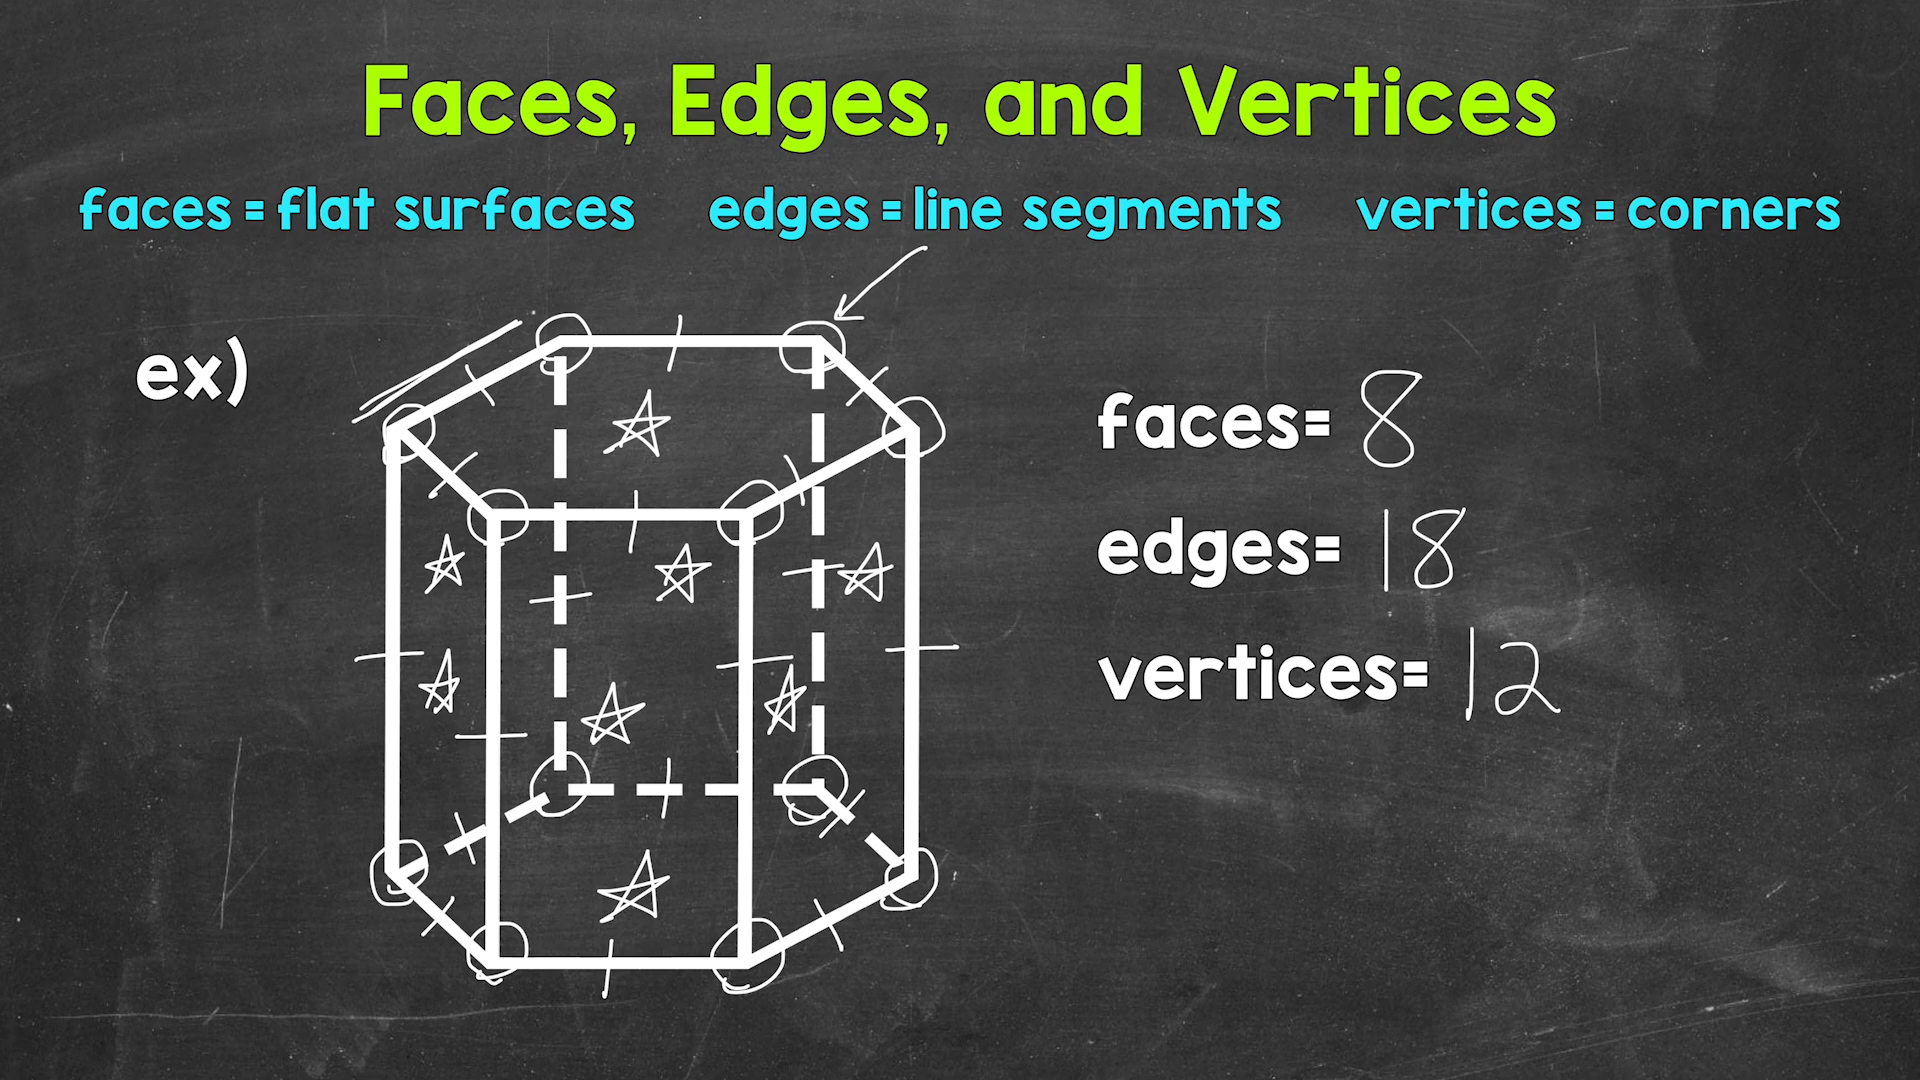 Faces, Edges, and Vertices
faces = flat surfaces edges = line segments vertices = corners
ex)
faces= 8
edges= 18
vertices= 12